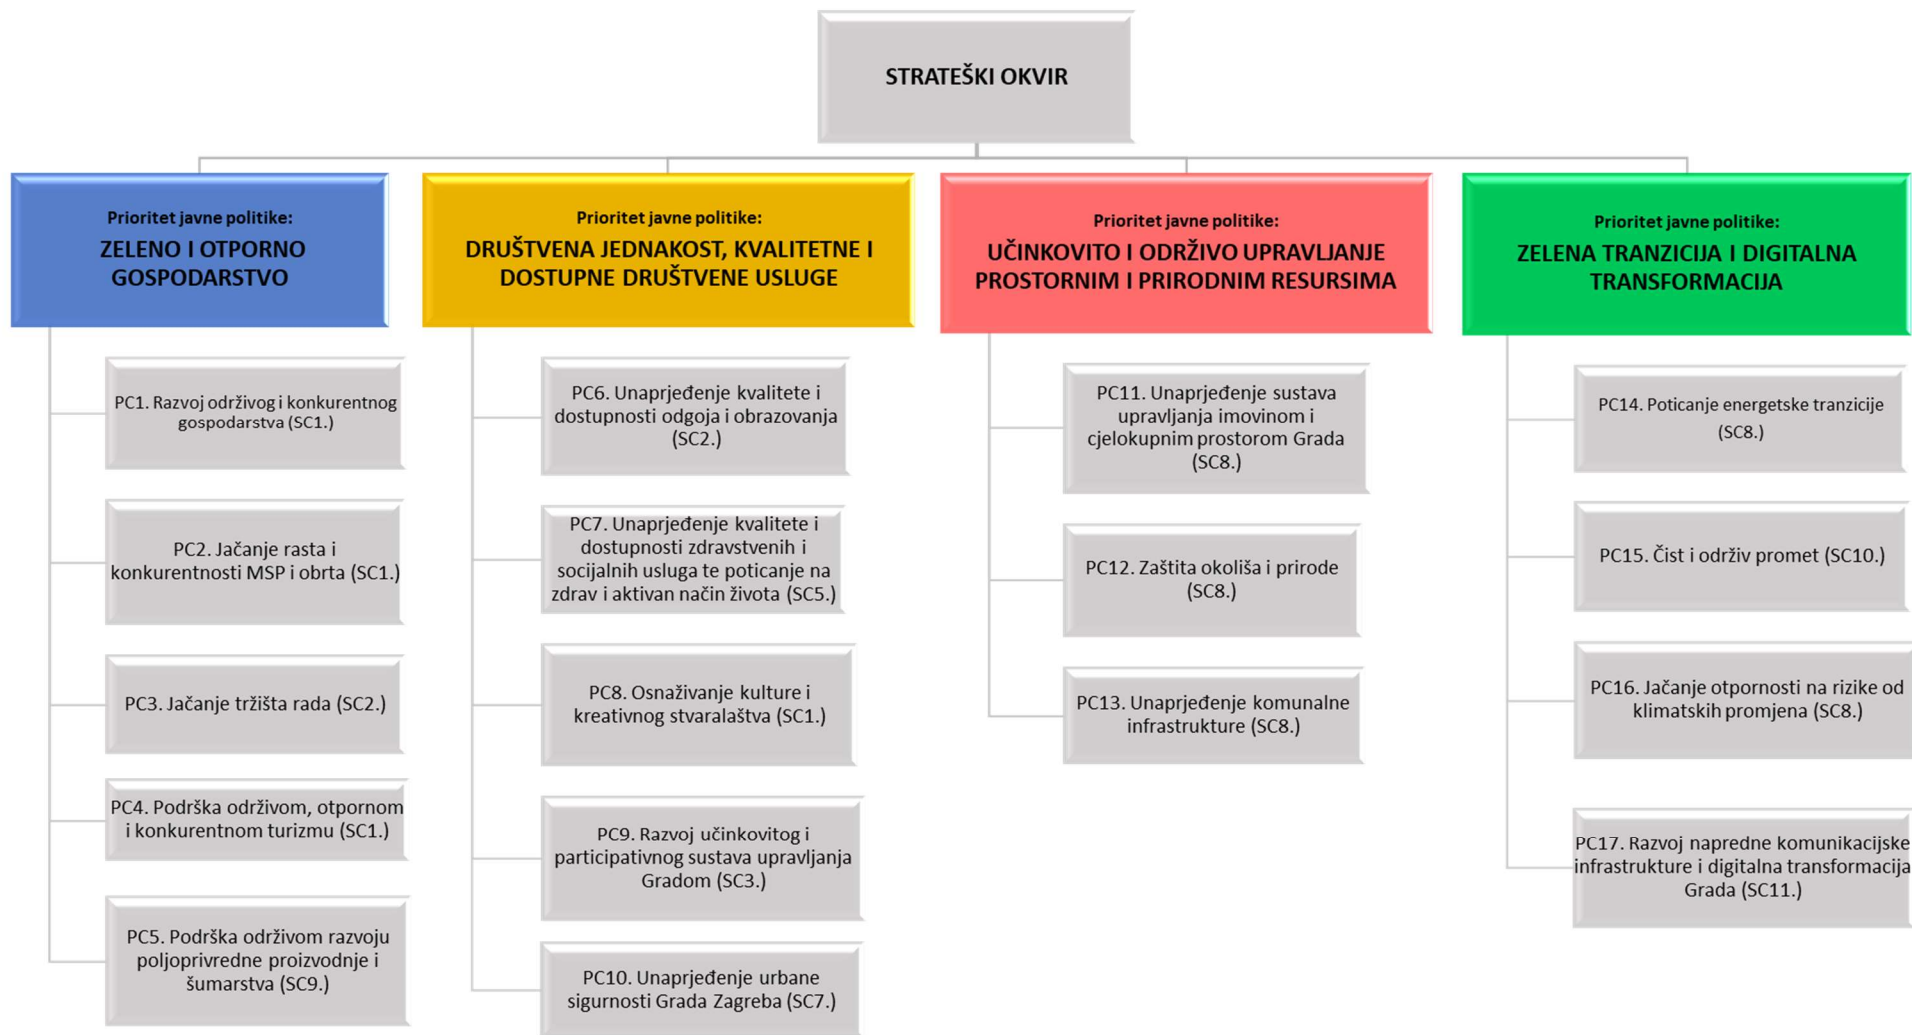 STRATEŠKI OKVIR
Prioritet javne politike:
ZELENO I OTPORNO
GOSPODARSTVO
PC1. Razvoj održivog i konkurentnog
gospodarstva (SC1.)
PC2. Jačanje rasta i
konkurentnosti MSP i obrta (SC1.)
PC3. Jačanje tržišta rada (SC2.)
PC4. Podrška održivom, otpornom
i konkurentnom turizmu (SC1.)
PC5. Podrška održivom razvoju
poljoprivredne proizvodnje i
šumarstva (SC9.)
Prioritet javne politike:
DRUŠTVENA JEDNAKOST, KVALITETNE I
DOSTUPNE DRUŠTVENE USLUGE
PC6. Unaprjeđenje kvalitete i
dostupnosti odgoja i obrazovanja
(SC2.)
PC7. Unaprjeđenje kvalitete i
dostupnosti zdravstvenih i
socijalnih usluga te poticanje na
zdrav i aktivan način života (SC5.)
PC8. Osnaživanje kulture i
kreativnog stvaralaštva (SC1.)
PC9. Razvoj učinkovitog i
participativnog sustava upravljanja
Gradom (SC3.)
PC10. Unaprjeđenje urbane
sigurnosti Grada Zagreba (SC7.)
Prioritet javne politike:
UČINKOVITO I ODRŽIVO UPRAVLJANJE
PROSTORNIM I PRIRODNIM RESURSIMA
PC11. Unaprjeđenje sustava
upravljanja imovinom i
cjelokupnim prostorom Grada
(SC8.)
PC12. Zaštita okoliša i prirode
(SC8.)
PC13. Unaprjeđenje komunalne
infrastrukture (SC8.)
Prioritet javne politike:
ZELENA TRANZICIJA I DIGITALNA
TRANSFORMACIJA
PC14. Poticanje energetske tranzicije
(SC8.)
PC15. Čist i održiv promet (SC10.)
PC16. Jačanje otpornosti na rizike od
klimatskih promjena (SC8.)
PC17. Razvoj napredne komunikacijske
infrastrukture i digitalna transformacija
Grada (SC11.)